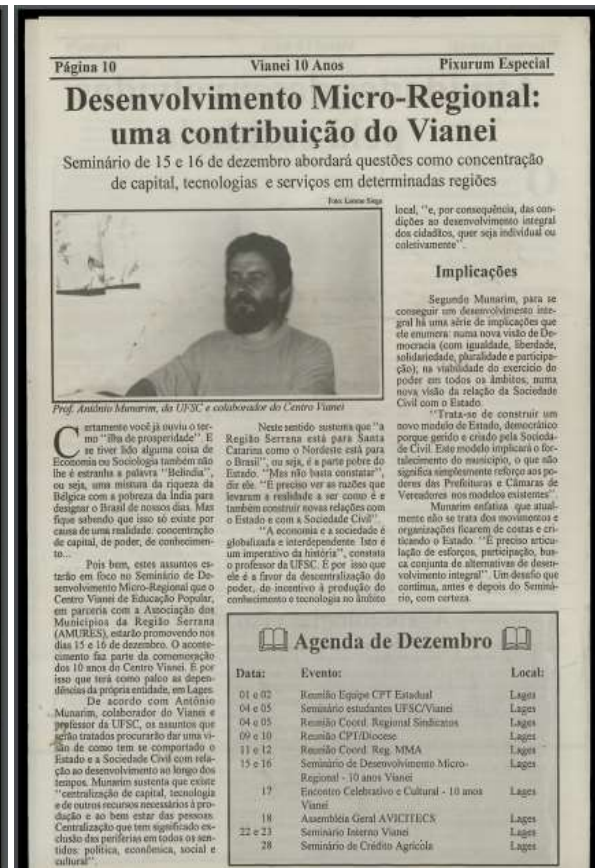 Página 10 Vianei 10 Anos Pixurum Especial
Desenvolvimento Micro-Regional:
uma contribuição do Vianei
Seminário de 15 e 16 de dezembro abordará questões como concentração
de capital, tecnologias e serviços em determinadas regiões
Prof. Antônio Munarim, da UFSC e colaborador do Centro Vianei
Certamente você já ouviu o ter-
mo "ilha de prosperidade". E
se tiver lido alguma coisa de
Economia ou Sociologia também não
lhe é estranha a palavra "Belíndia",
ou seja, uma mistura da riqueza da
Bélgica com a pobreza da Índia para
designar o Brasil de nossos dias. Mas
fique sabendo que isso só existe por
causa de uma realidade: concentração
de capital, de poder, de conhecimen-
to...
Pois bem, estes assuntos es-
tarão em foco no Seminário de De-
senvolvimento Micro-Regional que o
Centro Vianei de Educação Popular,
em parceria com a Associação dos
Municípios da Região Serrana
(AMURES), estarão promovendo nos
dias 15 e 16 de dezembro. O aconte-
cimento faz parte da comemoração
dos 10 anos do Centro Vianei. É por
isso que terá como palco as depen-
dências da própria entidade, em Lages.
De acordo com Antônio
Munarim, colaborador do Vianei e
professor da UFSC, os assuntos que
serão tratados procurarão dar uma vi-
são de como tem se comportado o
Estado e a Sociedade Civil com rela-
ção ao desenvolvimento ao longo dos
tempos. Munarim sustenta que existe
"centralização de capital, tecnologia
e de outros recursos necessários à pro-
dução e ao bem estar das pessoas.
Centralização que tem significado ex-
clusão das periferias em todos os sen-
tidos: política, econômica, social e
cultural".
Neste sentido sustenta que "a
Região Serrana está para Santa
Catarina como o Nordeste está para
o Brasil", ou seja, é a parte pobre do
Estado. "Mas não basta constatar",
diz ele. "É preciso ver as razões que
levaram a realidade a ser como é e
também construir novas relações com
o Estado e com a Sociedade Civil".
"A economia e a sociedade é
globalizada e interdependente. Isto é
um imperativo da história", constata
o professor da UFSC. É por isso que
ele é a favor da descentralização do
poder, do incentivo à produção do
conhecimento e tecnologia no âmbito
local, "e, por consequência, das con-
dições ao desenvolvimento integral
dos cidadãos, quer seja individual ou
coletivamente".
Implicações
Segundo Munarim, para se
conseguir um desenvolvimento inte-
gral há uma série de implicações que
ele enumera: numa nova visão de De-
mocracia (com igualdade, liberdade,
solidariedade, pluralidade e participa-
ção); na viabilidade do exercício do
poder em todos os âmbitos, numa
nova visão da relação da Sociedade
Civil com o Estado.
"Trata-se de construir um
novo modelo de Estado, democrático
porque gerido e criado pela Socieda-
de Civil. Este modelo implicará o for-
talecimento do município, o que não
significa simplesmente reforço aos po-
deres das Prefeituras e Câmaras de
Vereadores nos modelos existentes".
Munarim enfatiza que atual-
mente não se trata dos movimentos e
organizações ficarem de costas e cri-
ticando o Estado. "É preciso articu-
lação de esforços, participação, bus-
ca conjunta de alternativas de desen-
volvimento integral". Um desafio que
continua, antes e depois do Seminá-
rio, com certeza.
Agenda de Dezembro
Data: Evento: Local:
01 e 02 Reunião Equipe CPT Estadual Lages
04 e 05 Seminário estudantes UFSC/Vianei Lages
04 e 05 Reunião Coord. Regional Sindicatos Lages
09 e 10 Reunião CPT/Diocese Lages
11 e 12 Reunião Coord. Reg. MMA Lages
15 e 16 Seminário de Desenvolvimento Micro- Lages
Regional - 10 anos Vianei
17 Encontro Celebrativo e Cultural - 10 anos Lages
Vianei
18 Assembléia Geral AVICITECS Lages
22 e 23 Seminário Interno Vianei Lages
28 Seminário de Crédito Agrícola Lages